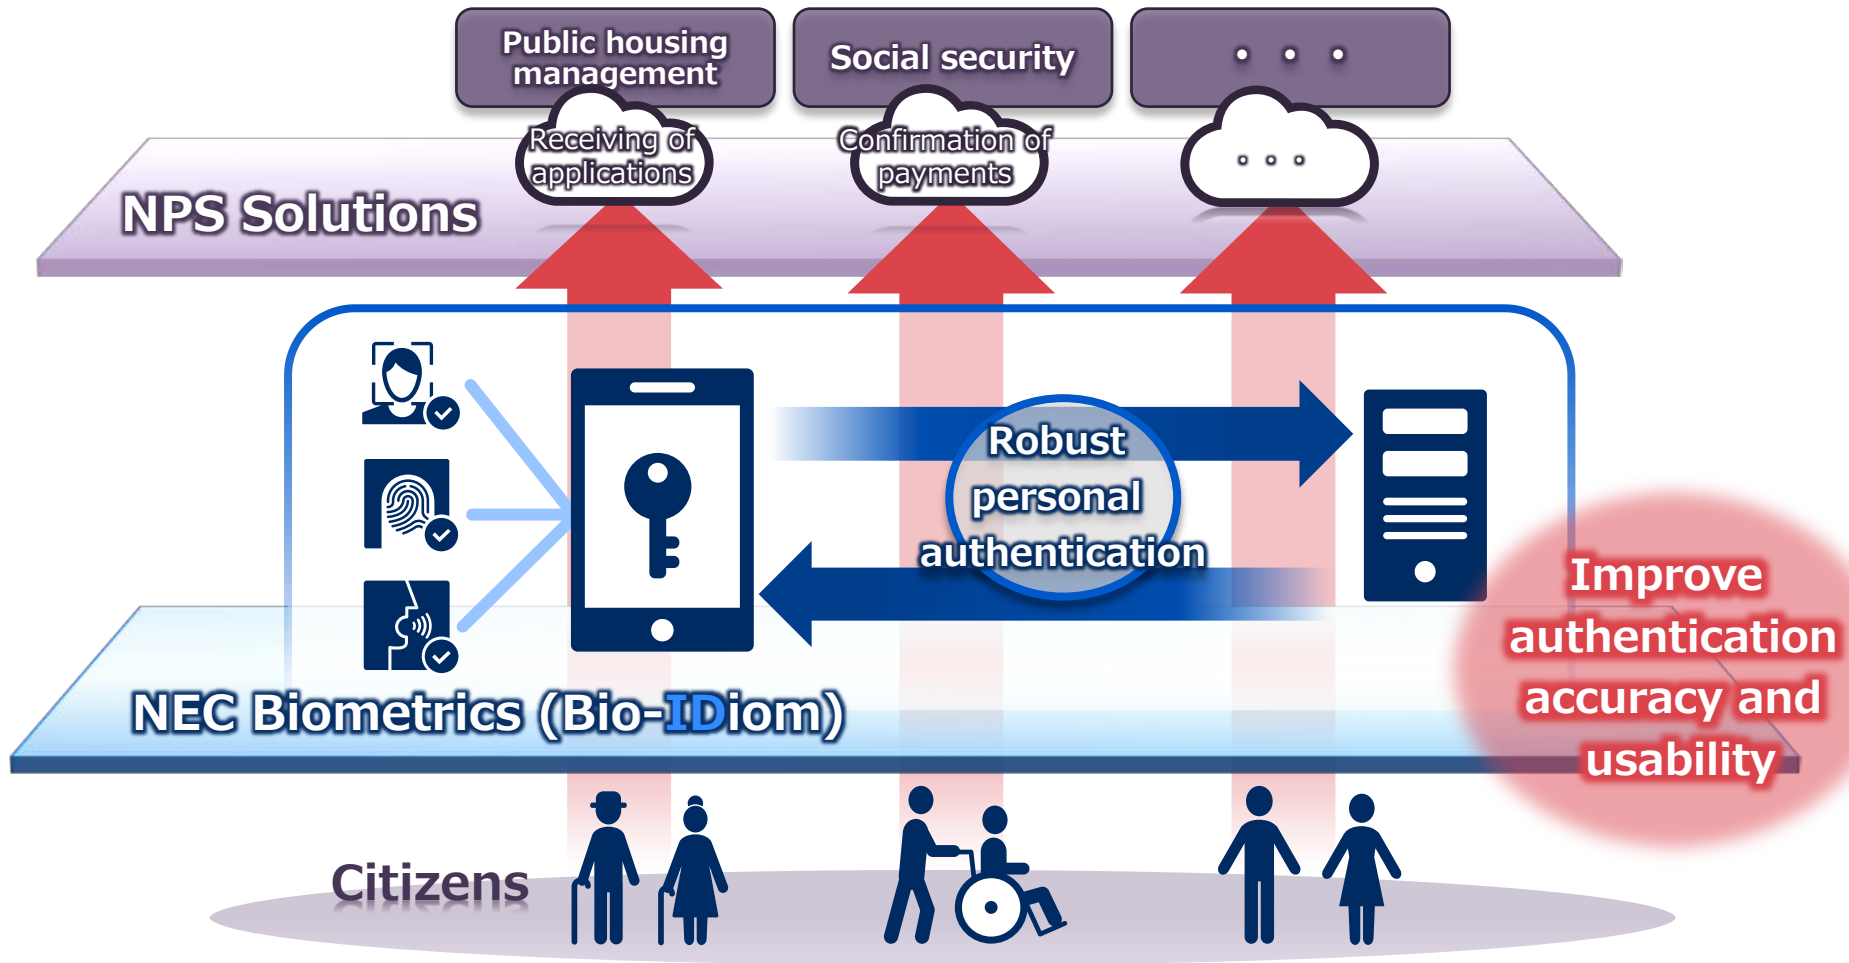 Public housing
management
Social security
・ ・ ・
Receiving of
applications
Confirmation of
payments
・・・
NPS Solutions
Robust
personal
authentication
Improve
authentication
accuracy and
usability
NEC Biometrics (Bio-IDiom)
Citizens